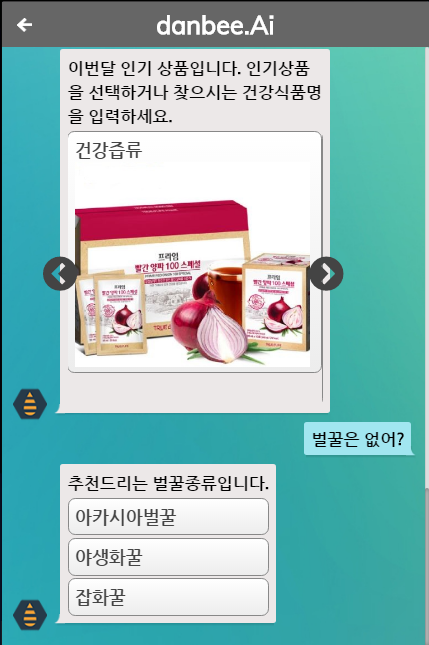 danbee.Ai
이번달 인기 상품입니다. 인기상품
을 선택하거나 찾으시는 건강식품명
을 입력하세요.
건강즙류
프라임
빨간 양파 100 스페셜
프라임
빨간 양파 100 스페셜
벌꿀은 없어?
추천드리는 벌꿀종류입니다.
아카시아벌꿀
야생화꿀
잡화꿀